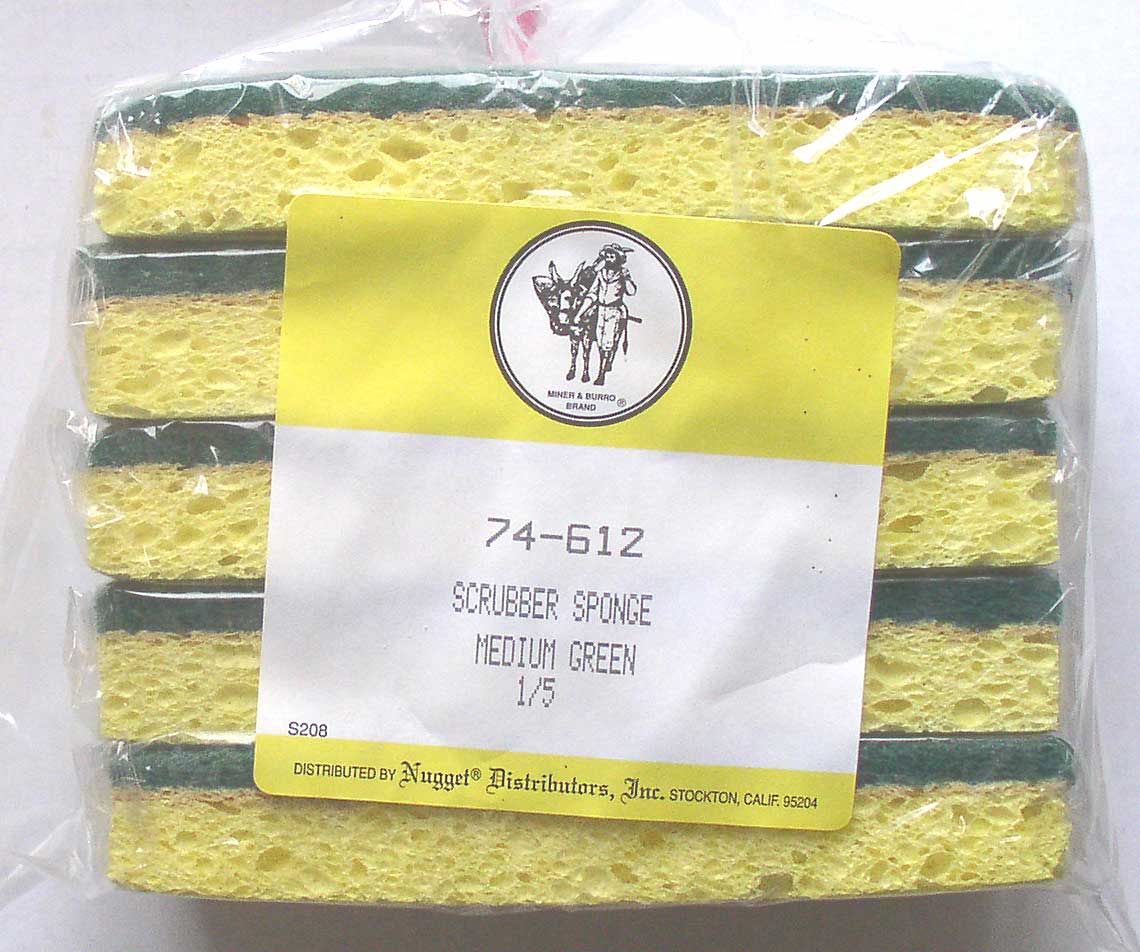 MINER & BURRO ®
BRAND
74-612
SCRUBBER SPONGE
MEDIUM GREEN
1/5
S208
DISTRIBUTED BY Nugget® Distributors, Inc. STOCKTON, CALIF. 95204